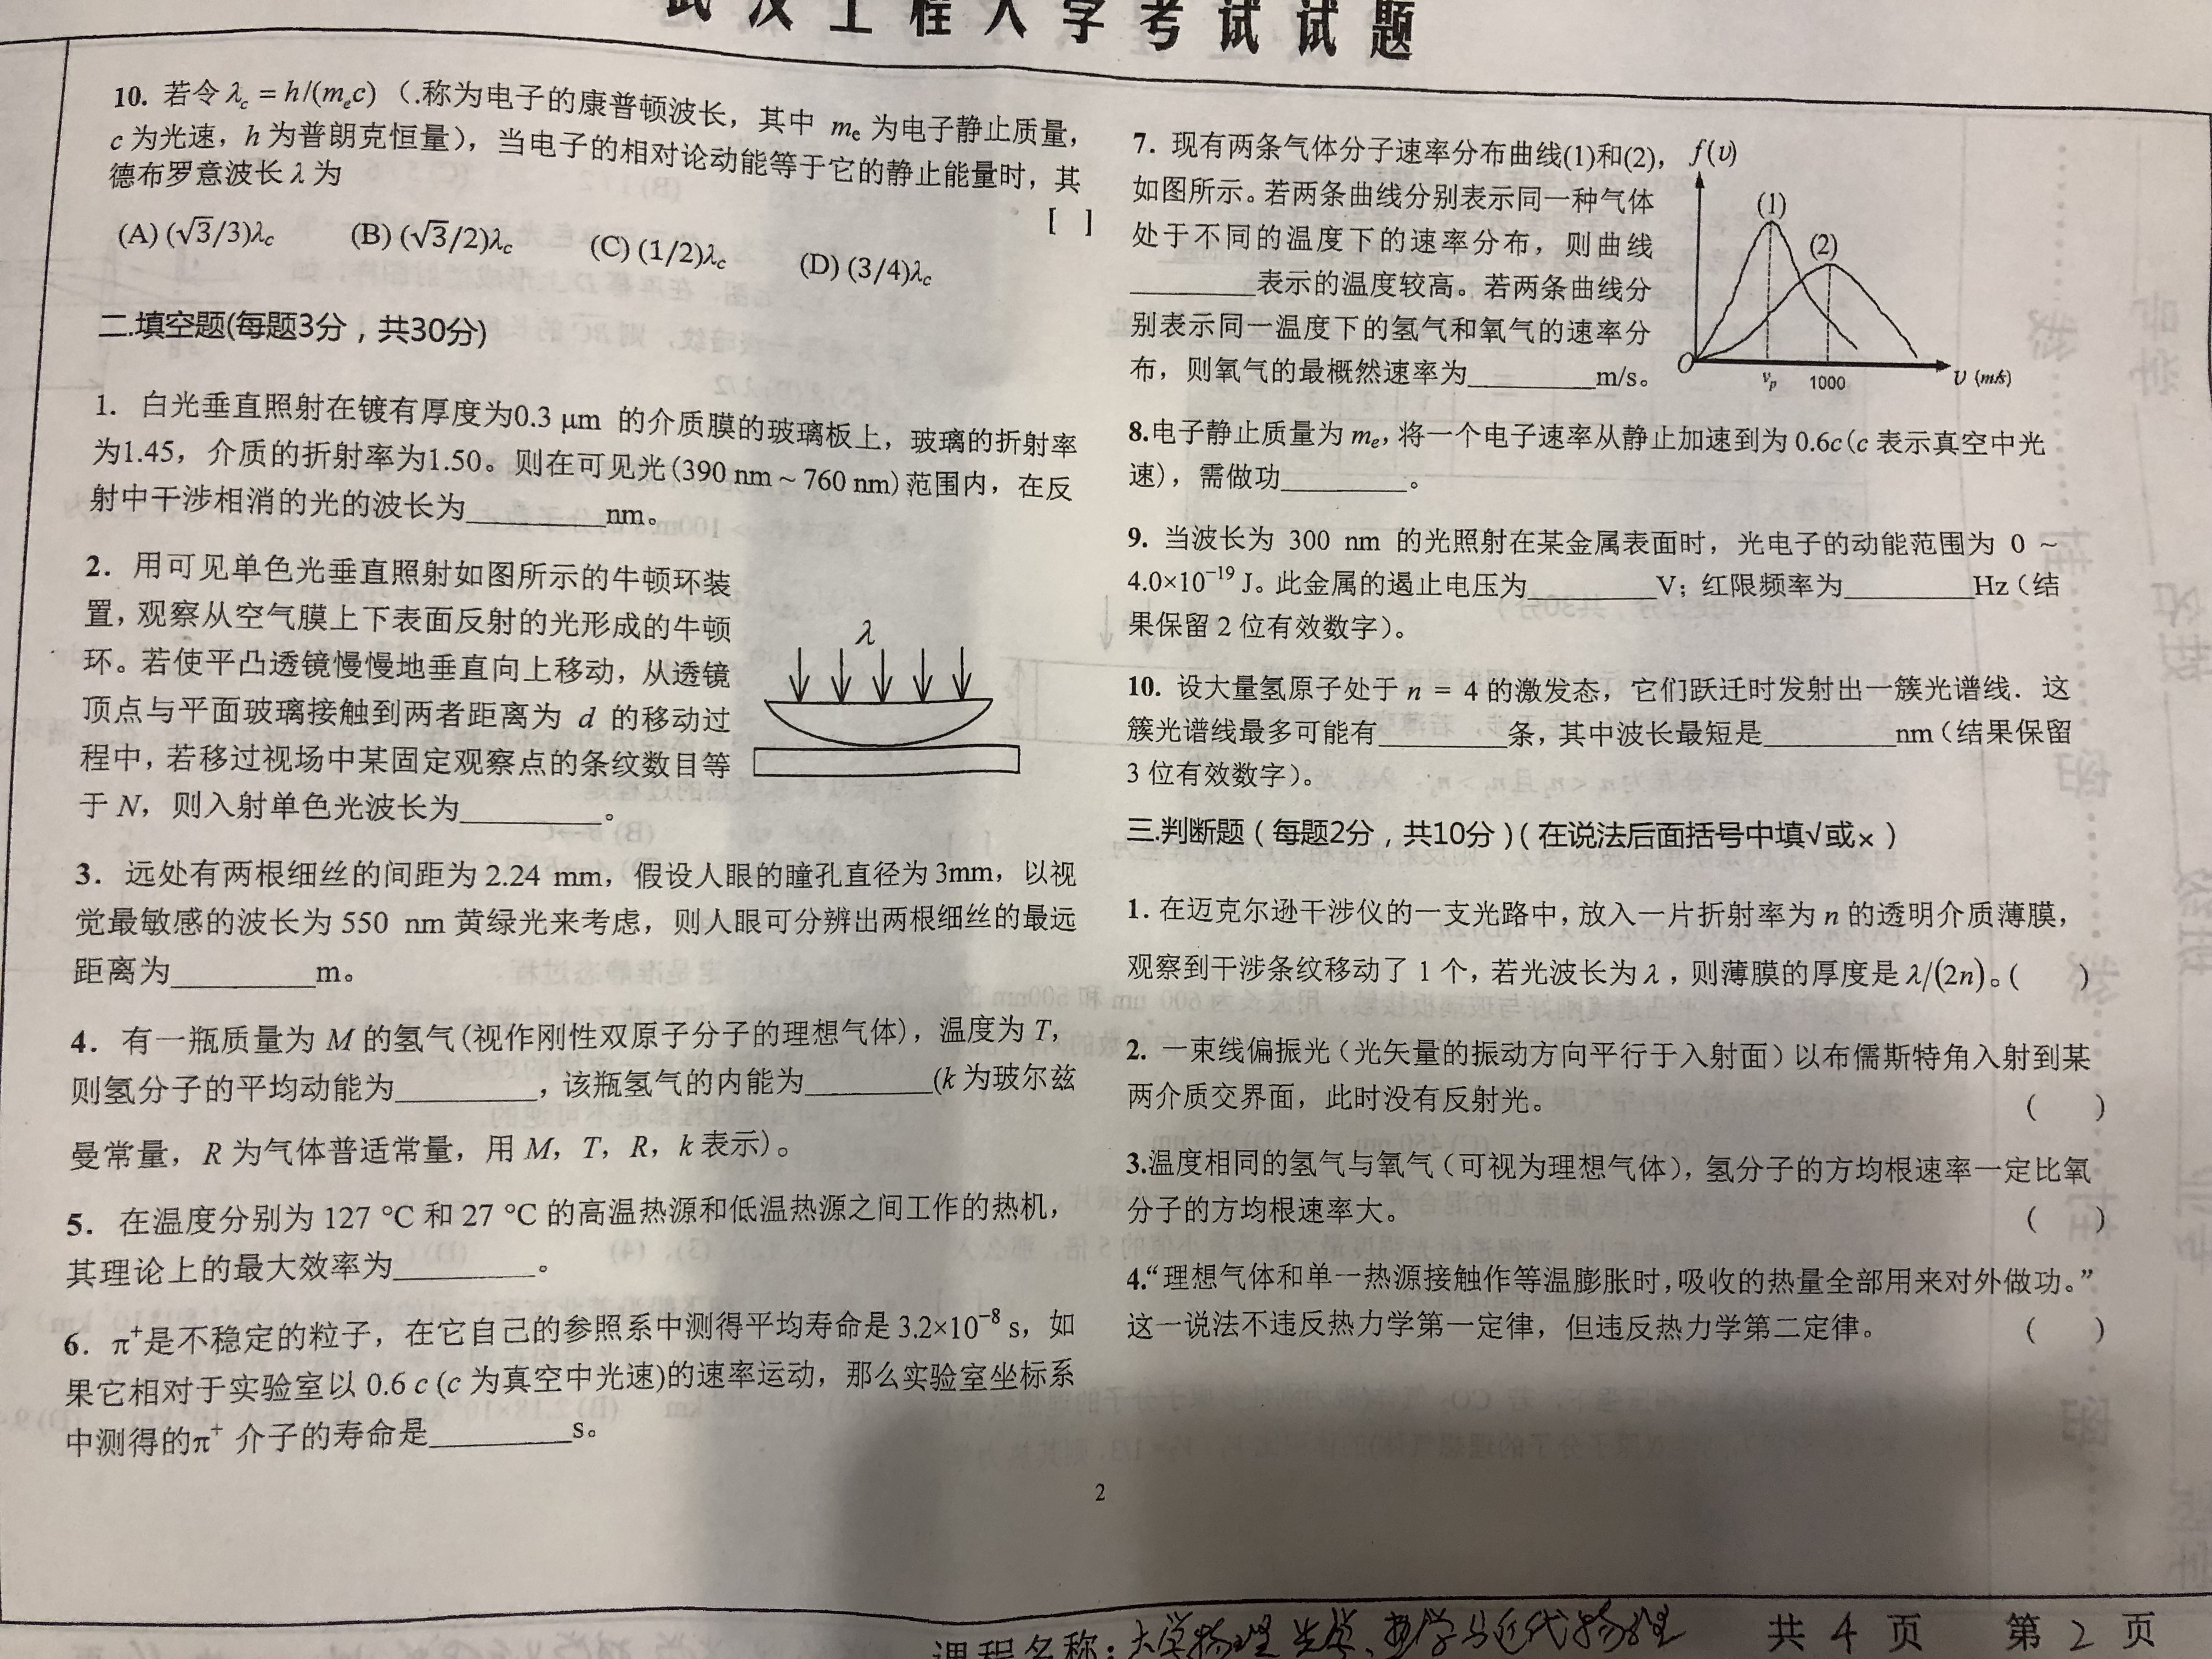 武汉工程大学考试试题
10. 若令 λc = h/(mec)（.称为电子的康普顿波长，其中 me 为电子静止质量，
c 为光速，h 为普朗克恒量)，当电子的相对论动能等于它的静止能量时，其
德布罗意波长 λ 为
[ ]
(A) (√3/3)λc (B) (√3/2)λc (C) (1/2)λc (D) (3/4)λc
二.填空题(每题3分，共30分)
1. 白光垂直照射在镀有厚度为0.3 μm 的介质膜的玻璃板上，玻璃的折射率
为1.45，介质的折射率为1.50。则在可见光(390 nm ~ 760 nm)范围内，在反
射中干涉相消的光的波长为________nm。
2. 用可见单色光垂直照射如图所示的牛顿环装
置，观察从空气膜上下表面反射的光形成的牛顿
环。若使平凸透镜慢慢地垂直向上移动，从透镜
顶点与平面玻璃接触到两者距离为 d 的移动过
程中，若移过视场中某固定观察点的条纹数目等
于 N，则入射单色光波长为________。
λ
3. 远处有两根细丝的间距为 2.24 mm，假设人眼的瞳孔直径为 3mm，以视
觉最敏感的波长为 550 nm 黄绿光来考虑，则人眼可分辨出两根细丝的最远
距离为________m。
4. 有一瓶质量为 M 的氢气(视作刚性双原子分子的理想气体)，温度为 T，
则氢分子的平均动能为________，该瓶氢气的内能为________(k 为玻尔兹
曼常量，R 为气体普适常量，用 M，T，R，k 表示)。
5. 在温度分别为 127 ℃ 和 27 ℃ 的高温热源和低温热源之间工作的热机，
其理论上的最大效率为________。
6. π⁺是不稳定的粒子，在它自己的参照系中测得平均寿命是 3.2×10⁻⁸ s，如
果它相对于实验室以 0.6 c (c 为真空中光速)的速率运动，那么实验室坐标系
中测得的π⁺ 介子的寿命是________s。
7. 现有两条气体分子速率分布曲线(1)和(2)，
如图所示。若两条曲线分别表示同一种气体
处于不同的温度下的速率分布，则曲线
________表示的温度较高。若两条曲线分
别表示同一温度下的氢气和氧气的速率分
布，则氧气的最概然速率为________m/s。
f(υ)
(1)
(2)
O vp 1000 υ (m/s)
8.电子静止质量为 me，将一个电子速率从静止加速到为 0.6c(c 表示真空中光
速)，需做功________。
9. 当波长为 300 nm 的光照射在某金属表面时，光电子的动能范围为 0 ~
4.0×10⁻¹⁹ J。此金属的遏止电压为________V；红限频率为________Hz（结
果保留 2 位有效数字）。
10. 设大量氢原子处于 n = 4 的激发态，它们跃迁时发射出一簇光谱线．这
簇光谱线最多可能有________条，其中波长最短是________nm（结果保留
3 位有效数字）。
三.判断题（每题2分，共10分）（在说法后面括号中填√或×）
1. 在迈克尔逊干涉仪的一支光路中，放入一片折射率为 n 的透明介质薄膜，
观察到干涉条纹移动了 1 个，若光波长为 λ，则薄膜的厚度是 λ/(2n)。( )
2. 一束线偏振光（光矢量的振动方向平行于入射面）以布儒斯特角入射到某
两介质交界面，此时没有反射光。 ( )
3.温度相同的氢气与氧气（可视为理想气体），氢分子的方均根速率一定比氧
分子的方均根速率大。 ( )
4.“理想气体和单一热源接触作等温膨胀时，吸收的热量全部用来对外做功。”
这一说法不违反热力学第一定律，但违反热力学第二定律。 ( )
2
课程名称：大学物理光学、热学与近代物理 共 4 页 第 2 页